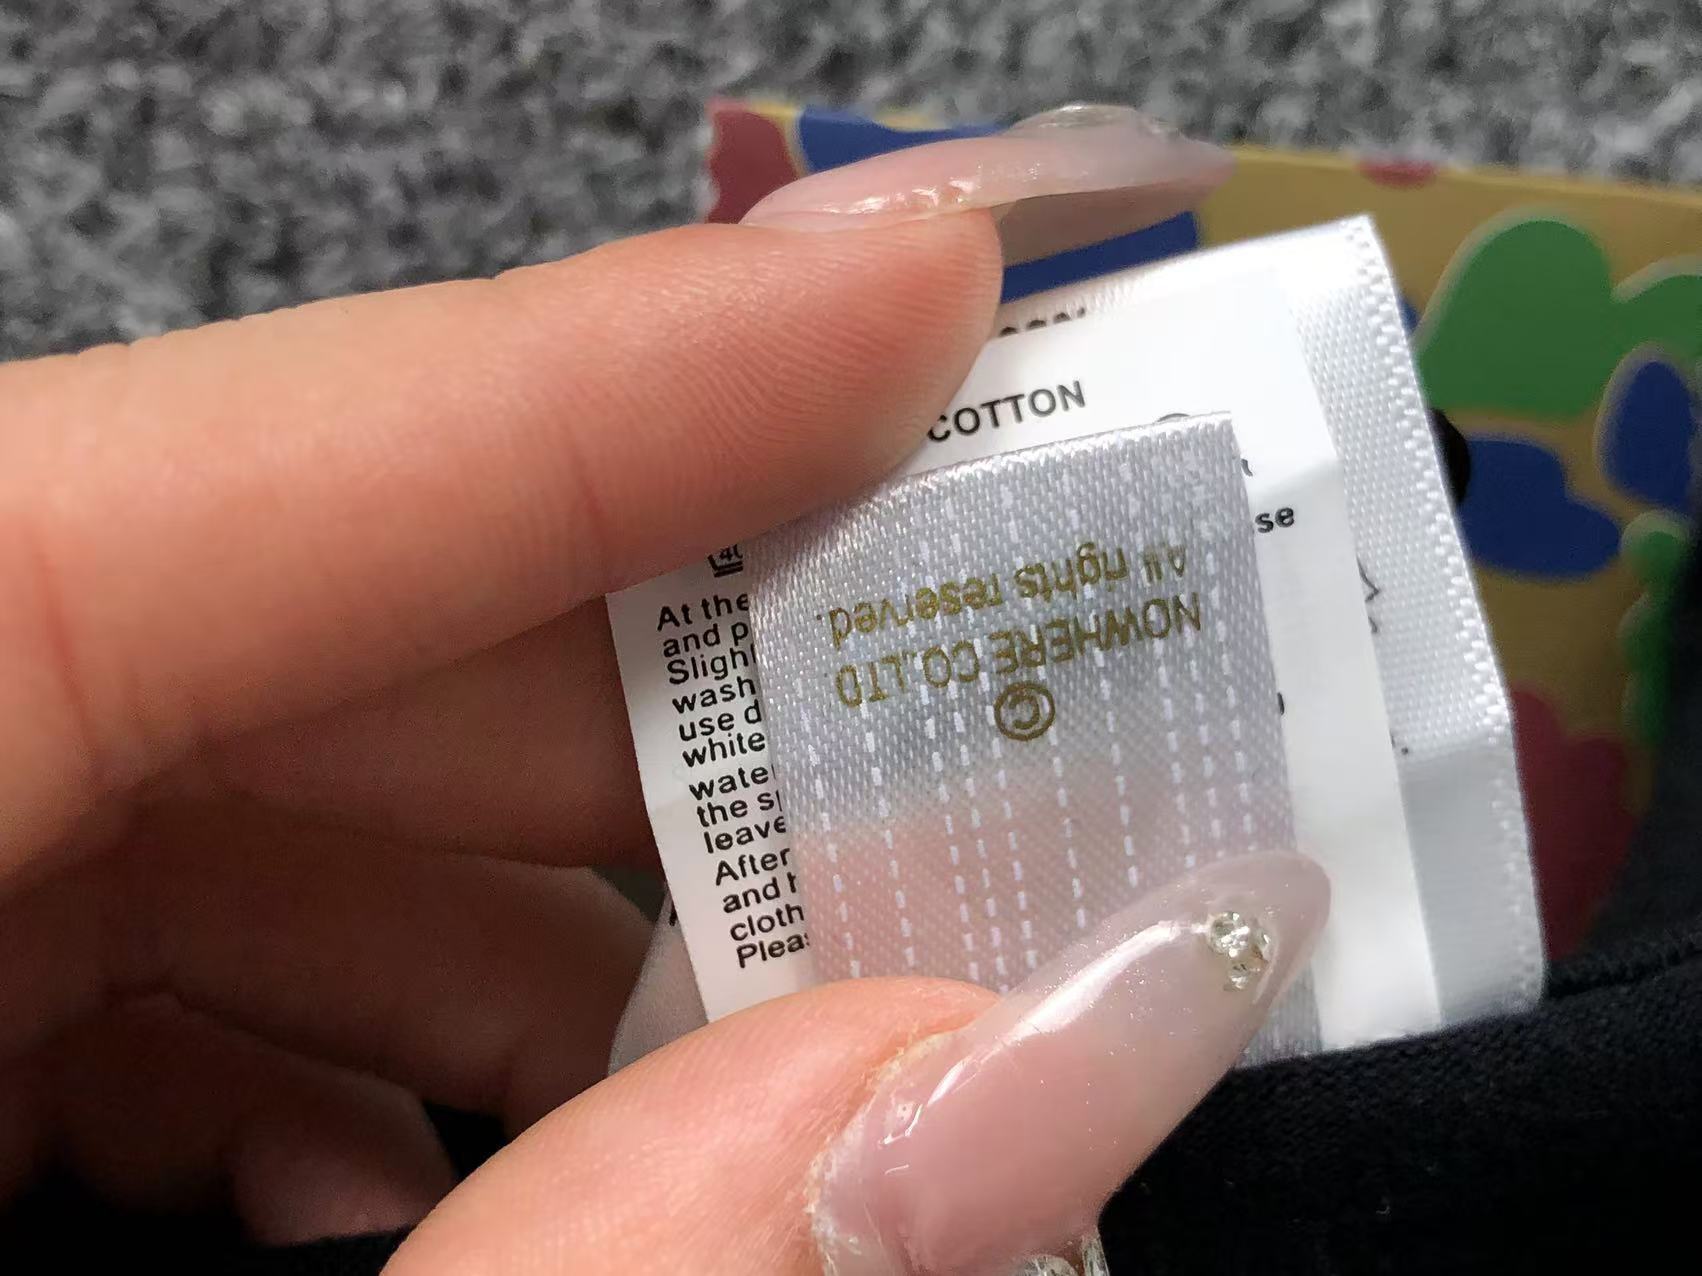 COTTON
se
At the
and p
Sligh
wash
use d
white
wate
the s
leave
After
and h
cloth
Pleas
©
NOWHERE CO.,LTD.
All rights reserved.